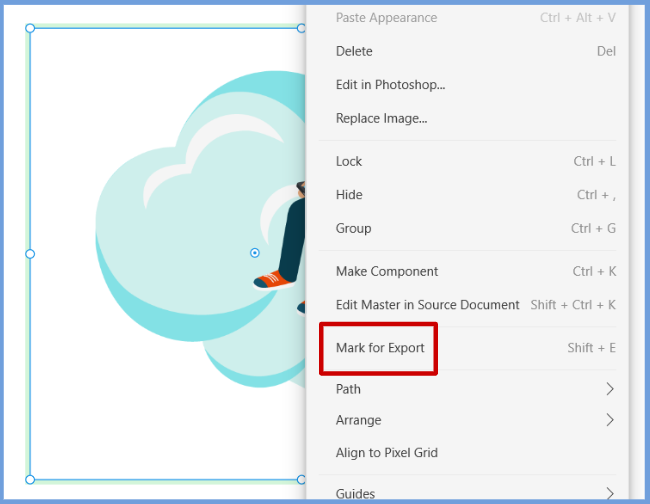 Paste Appearance Ctrl + Alt + V
Delete Del
Edit in Photoshop...
Replace Image...
Lock Ctrl + L
Hide Ctrl + ,
Group Ctrl + G
Make Component Ctrl + K
Edit Master in Source Document Shift + Ctrl + K
Mark for Export Shift + E
Path
Arrange
Align to Pixel Grid
Guides